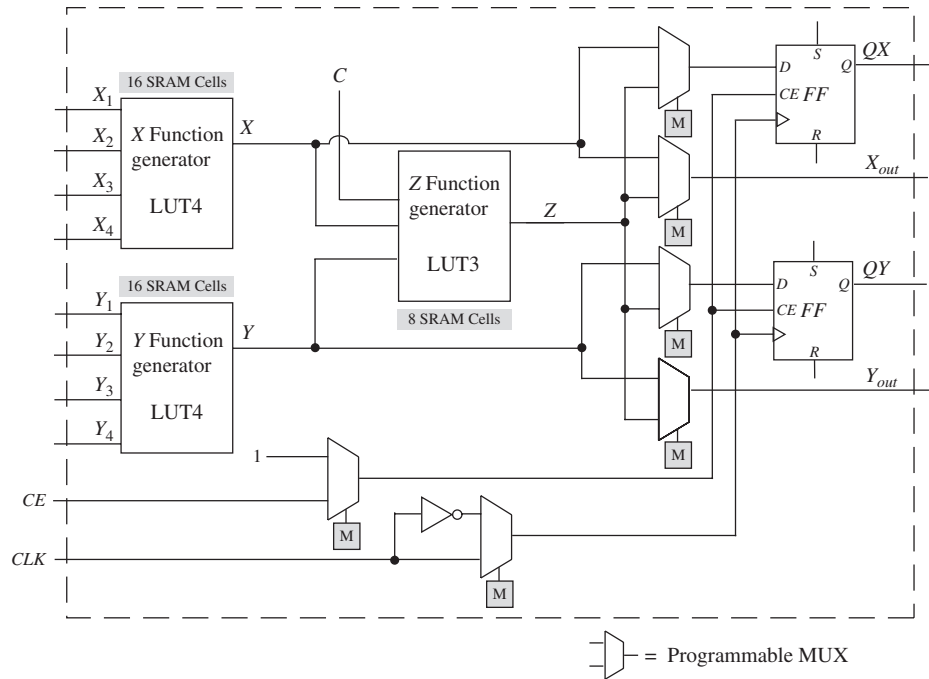 16 SRAM Cells
X1
X2
X3
X4
X Function
generator
LUT4
X
C
Z Function
generator
LUT3
8 SRAM Cells
Z
16 SRAM Cells
Y1
Y2
Y3
Y4
Y Function
generator
LUT4
Y
M
M
M
M
S
D
Q
CE FF
R
QX
Xout
S
D
Q
CE FF
R
QY
Yout
1
CE
M
CLK
M
= Programmable MUX